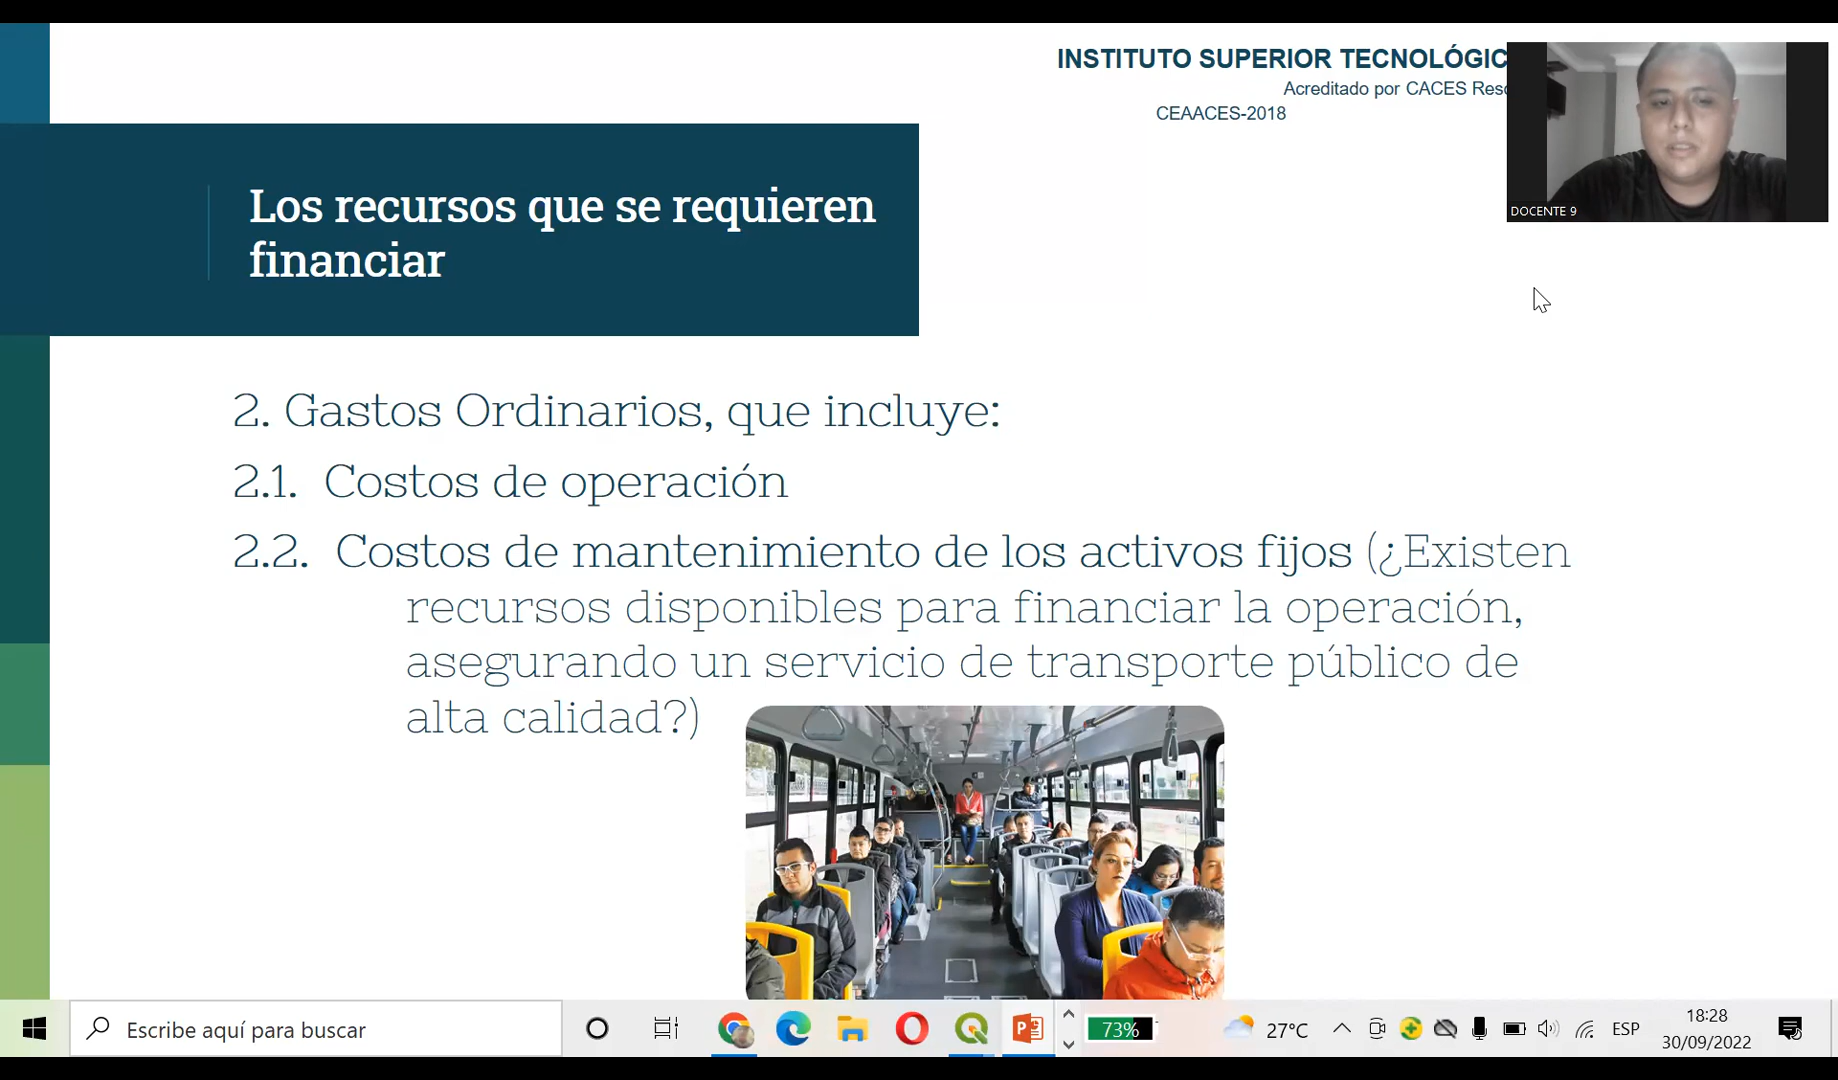 INSTITUTO SUPERIOR TECNOLÓGIC
Acreditado por CACES Reso
CEAACES-2018
DOCENTE 9
Los recursos que se requieren
financiar
2. Gastos Ordinarios, que incluye:
2.1. Costos de operación
2.2. Costos de mantenimiento de los activos fijos (¿Existen
recursos disponibles para financiar la operación,
asegurando un servicio de transporte público de
alta calidad?)
Escribe aquí para buscar
73%
27°C
ESP
18:28
30/09/2022